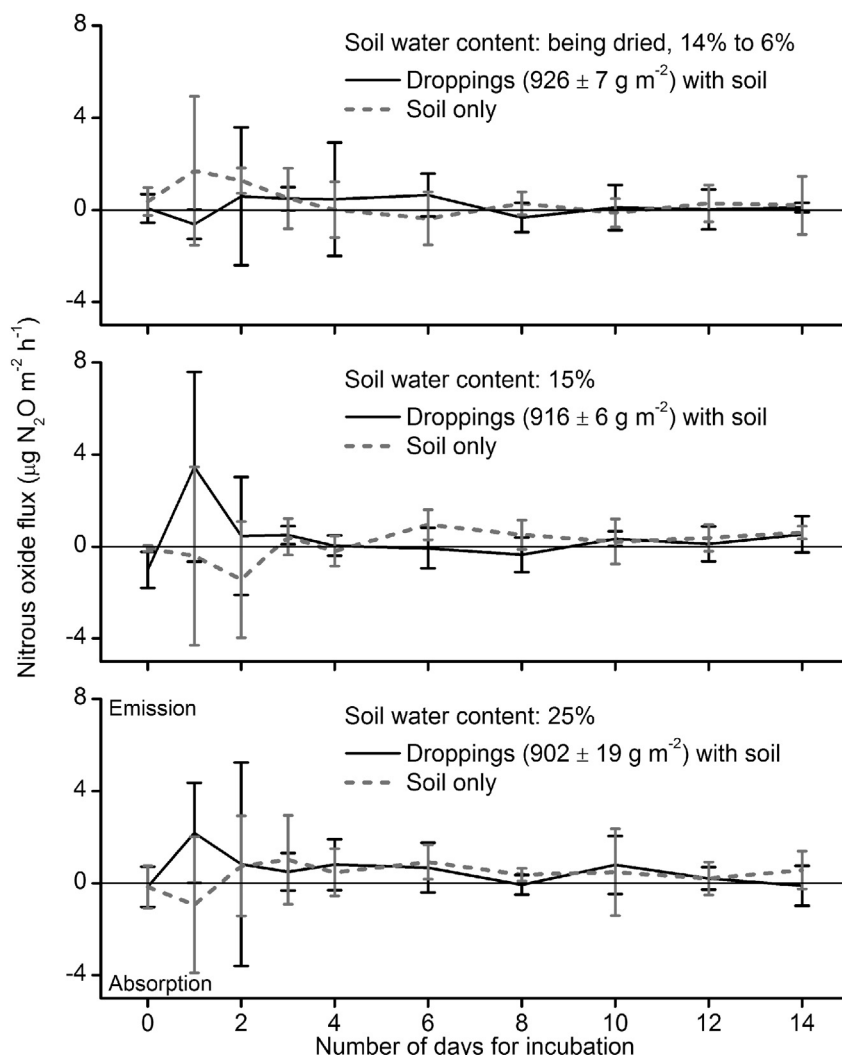 Nitrous oxide flux (μg N₂O m⁻² h⁻¹)
8
4
0
-4
Soil water content: being dried, 14% to 6%
Droppings (926 ± 7 g m⁻²) with soil
Soil only
8
4
0
-4
Soil water content: 15%
Droppings (916 ± 6 g m⁻²) with soil
Soil only
8
4
0
-4
Emission
Soil water content: 25%
Droppings (902 ± 19 g m⁻²) with soil
Soil only
Absorption
0 2 4 6 8 10 12 14
Number of days for incubation